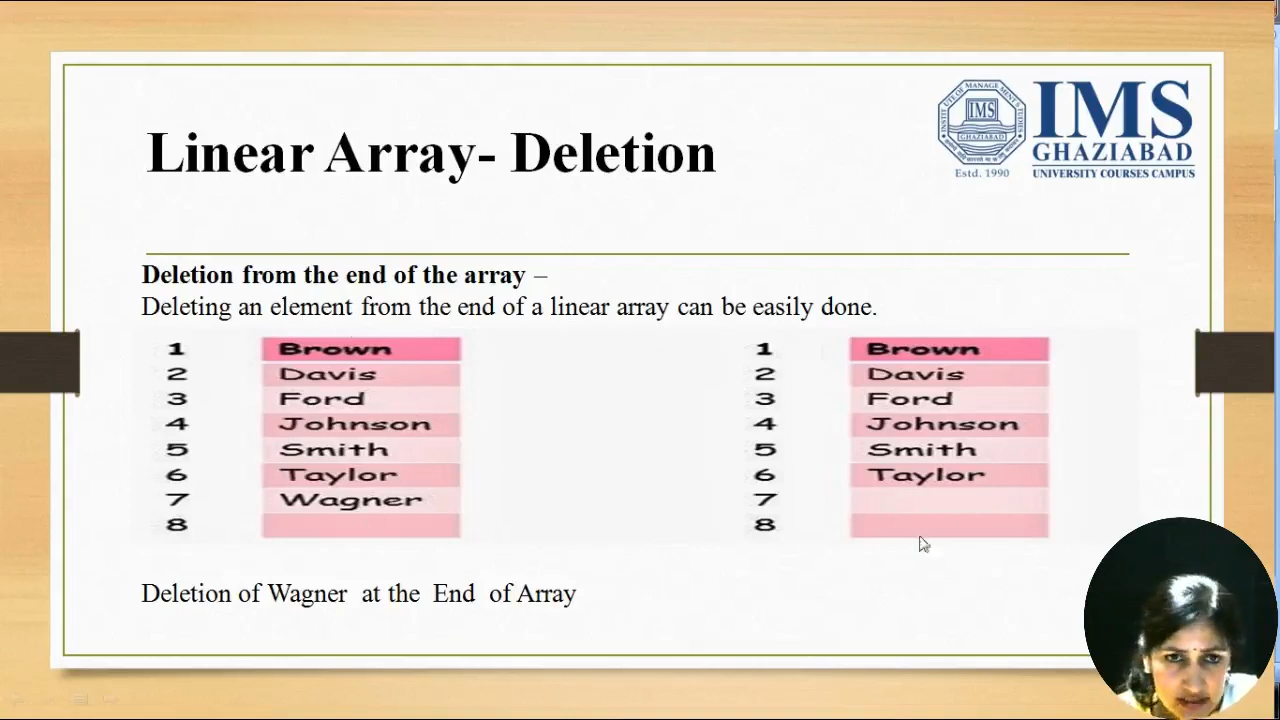 Linear Array- Deletion
IMS
GHAZIABAD
Estd. 1990
IMS
GHAZIABAD
UNIVERSITY COURSES CAMPUS
Deletion from the end of the array –
Deleting an element from the end of a linear array can be easily done.
1 Brown
2 Davis
3 Ford
4 Johnson
5 Smith
6 Taylor
7 Wagner
8
1 Brown
2 Davis
3 Ford
4 Johnson
5 Smith
6 Taylor
7
8
Deletion of Wagner at the End of Array